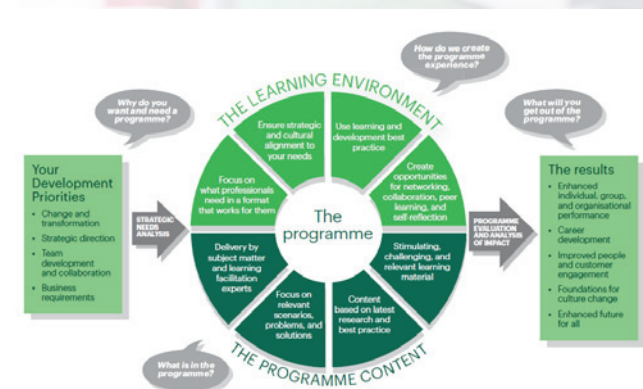 Why do you
want and need a
programme?
How do we create
the programme
experience?
What will you
get out of the
programme?
THE LEARNING ENVIRONMENT
Your
Development
Priorities
• Change and
transformation
• Strategic direction
• Team
development
and collaboration
• Business
requirements
STRATEGIC
NEEDS
ANALYSIS
Focus on
what professionals
need in a format
that works for them
Ensure strategic
and cultural
alignment to
your needs
Use learning and
development best
practice
Create
opportunities
for networking,
collaboration, peer
learning, and
self-reflection
The
programme
Delivery by
subject matter
and learning
facilitation
experts
Focus on
relevant
scenarios,
problems, and
solutions
Content
based on latest
research and
best practice
Stimulating,
challenging, and
relevant learning
material
THE PROGRAMME CONTENT
What is in the
programme?
PROGRAMME
EVALUATION
AND ANALYSIS
OF IMPACT
The results
• Enhanced
individual, group,
and organisational
performance
• Career
development
• Improved people
and customer
engagement
• Foundations for
culture change
• Enhanced future
for all